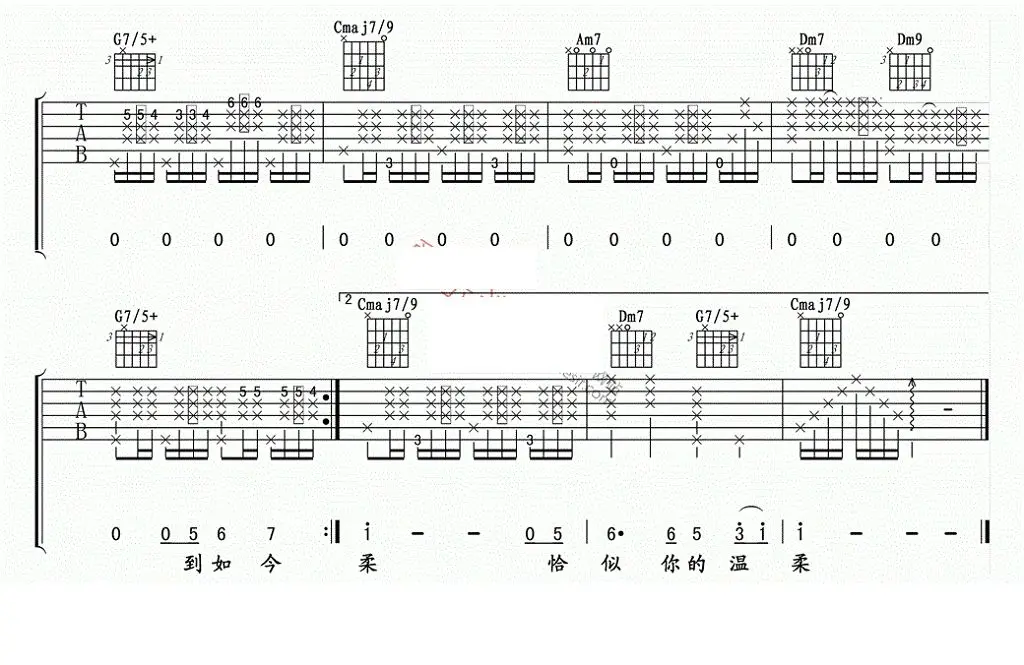 G7/5+ Cmaj7/9 Am7 Dm7 Dm9
T 5 5 4 3 3 4 6 6 6
A
B 3 3 0 0
0 0 0 0 | 0 0 0 0 | 0 0 0 0 | 0 0 0 0
2
G7/5+ Cmaj7/9 Dm7 G7/5+ Cmaj7/9
T 5 5 5 5 4
A
B 3 3
0 0 5 6 7 :| i - - 0 5 | 6• 6 5 3 i | i - - -
到 如 今 柔 恰 似 你 的 温 柔